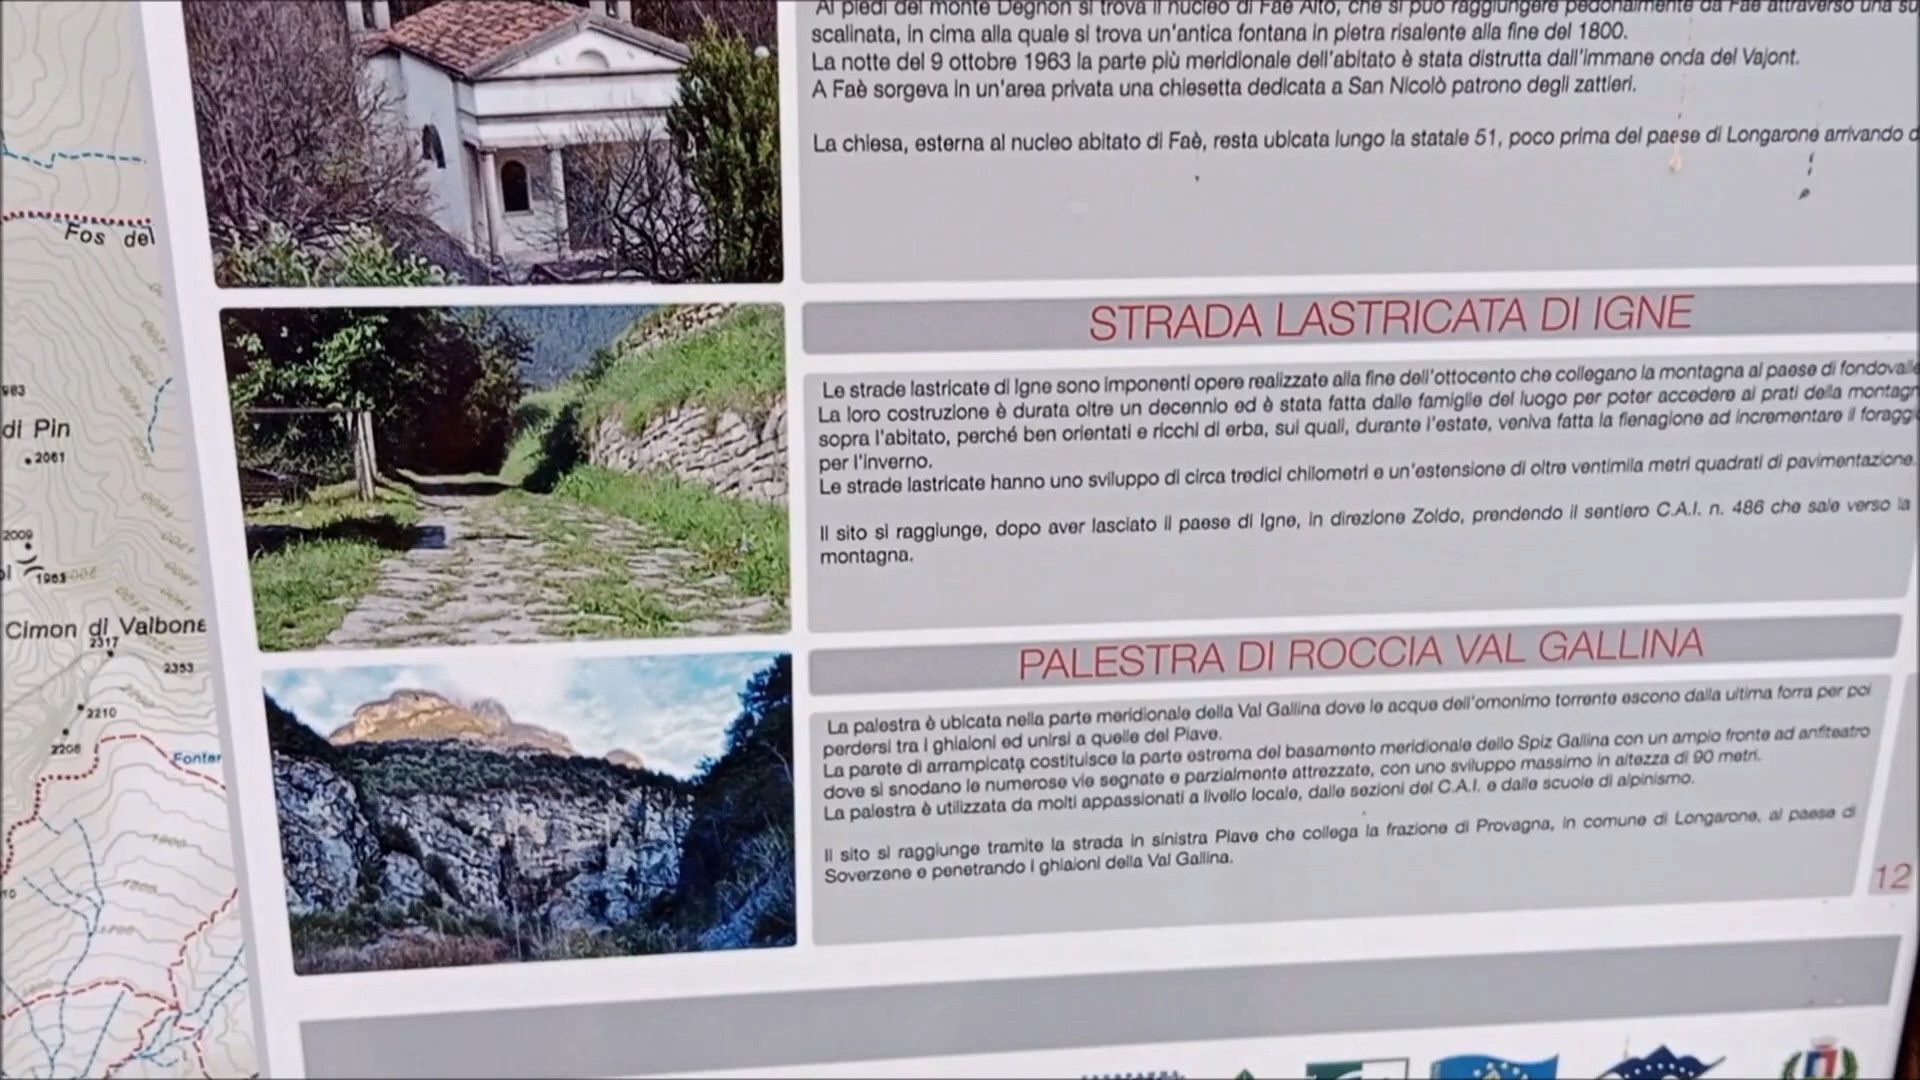 Al piedi del monte Degnon si trova il nucleo di Faè Alto, che si può raggiungere pedonalmente da Faè attraverso una
scalinata, in cima alla quale si trova un'antica fontana in pietra risalente alla fine del 1800.
La notte del 9 ottobre 1963 la parte più meridionale dell'abitato è stata distrutta dall'immane onda del Vajont.
A Faè sorgeva in un'area privata una chiesetta dedicata a San Nicolò patrono degli zattieri.
La chiesa, esterna al nucleo abitato di Faè, resta ubicata lungo la statale 51, poco prima del paese di Longarone arrivando
STRADA LASTRICATA DI IGNE
Le strade lastricate di Igne sono imponenti opere realizzate alla fine dell'ottocento che collegano la montagna al paese di fondovalle
La loro costruzione è durata oltre un decennio ed è stata fatta dalle famiglie del luogo per poter accedere ai prati della montagn
sopra l'abitato, perché ben orientati e ricchi di erba, sui quali, durante l'estate, veniva fatta la fienagione ad incrementare il foraggi
per l'inverno.
Le strade lastricate hanno uno sviluppo di circa tredici chilometri e un'estensione di oltre ventimila metri quadrati di pavimentazione.
Il sito si raggiunge, dopo aver lasciato il paese di Igne, in direzione Zoldo, prendendo il sentiero C.A.I. n. 486 che sale verso la
montagna.
PALESTRA DI ROCCIA VAL GALLINA
La palestra è ubicata nella parte meridionale della Val Gallina dove le acque dell'omonimo torrente escono dalla ultima forra per poi
perdersi tra i ghiaioni ed unirsi a quelle del Piave.
La parete di arrampicata costituisce la parte estrema del basamento meridionale dello Spiz Gallina con un ampio fronte ad anfiteatro
dove si snodano le numerose vie segnate e parzialmente attrezzate, con uno sviluppo massimo in altezza di 90 metri.
La palestra è utilizzata da molti appassionati a livello locale, dalle sezioni del C.A.I. e dalle scuole di alpinismo.
Il sito si raggiunge tramite la strada in sinistra Piave che collega la frazione di Provagna, in comune di Longarone, al paese di
Soverzene e penetrando i ghiaioni della Val Gallina.
12
Fos del
983
di Pin
2061
2009
1963
Cimon di Valbone
2317
2353
2210
2206
Fontan